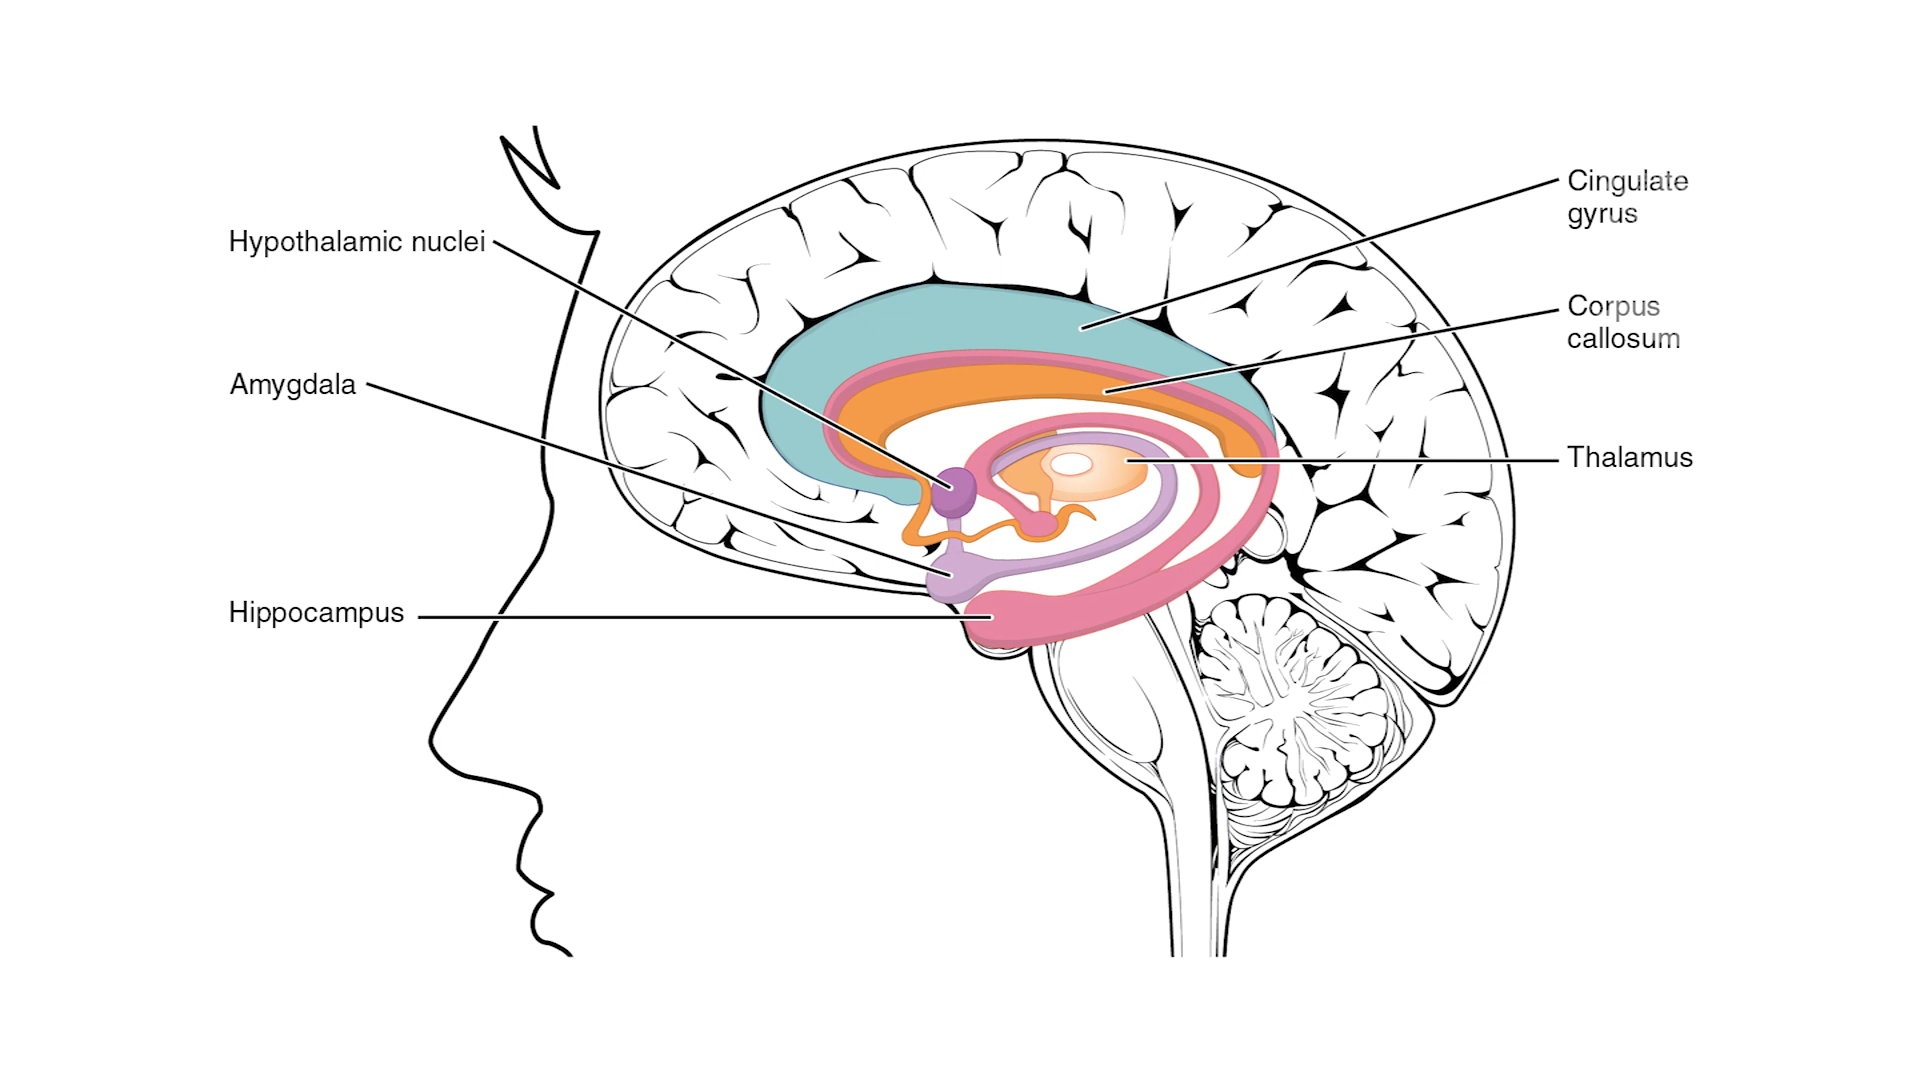 Hypothalamic nuclei
Amygdala
Hippocampus
Cingulate
gyrus
Corpus
callosum
Thalamus